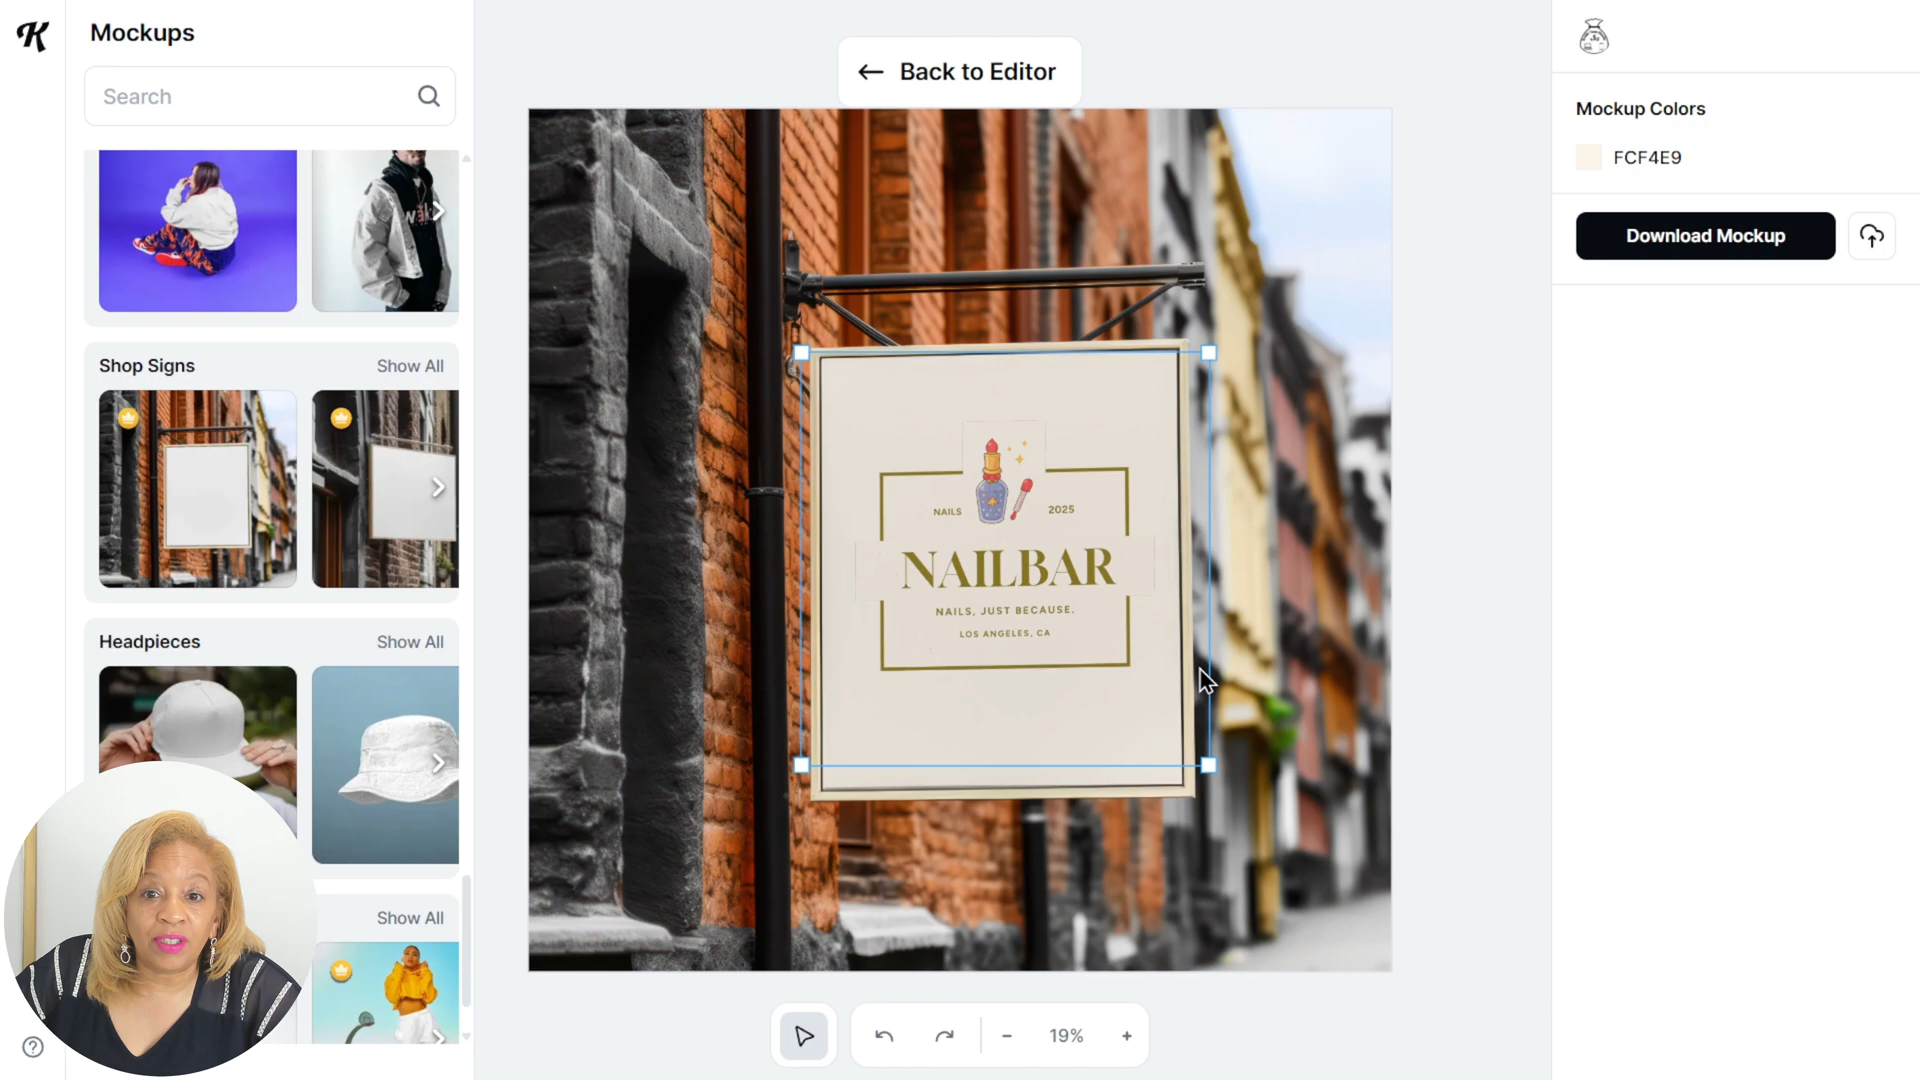 K
Mockups
Search
← Back to Editor
Mockup Colors
FCF4E9
Download Mockup
Shop Signs
Show All
Headpieces
Show All
Show All
NAILS
2025
NAILBAR
NAILS, JUST BECAUSE.
LOS ANGELES, CA
19%